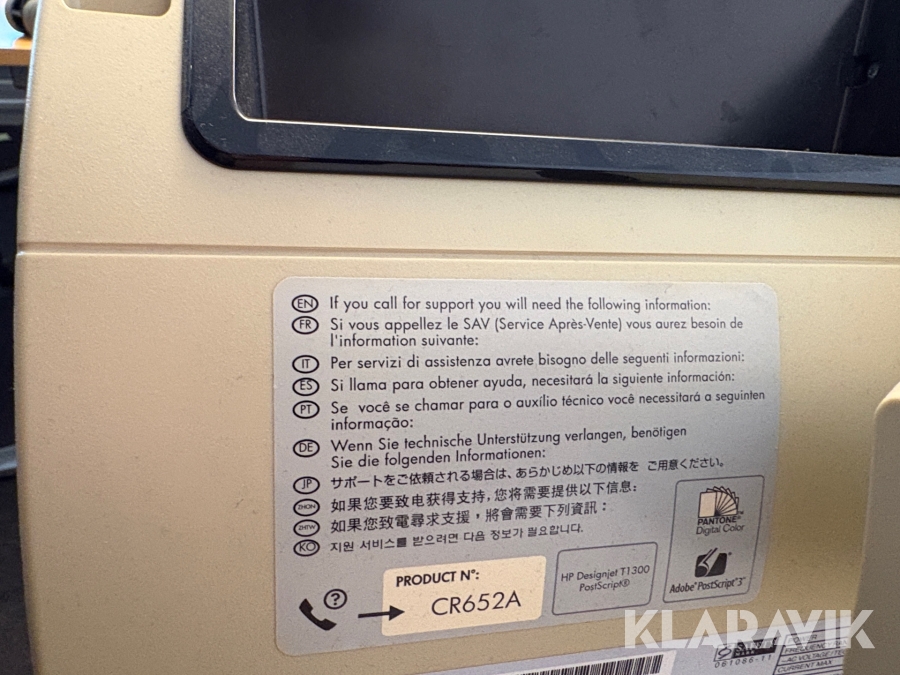 EN If you call for support you will need the following information:
FR Si vous appellez le SAV (Service Après-Vente) vous aurez besoin de
l'information suivante:
IT Per servizi di assistenza avrete bisogno delle seguenti informazioni:
ES Si llama para obtener ayuda, necesitará la siguiente información:
PT Se você se chamar para o auxílio técnico você necessitará a seguinten
informação:
DE Wenn Sie technische Unterstützung verlangen, benötigen
Sie die folgenden Informationen:
JP サポートをご依頼される場合は、あらかじめ以下の情報を ご用意ください。
ZHCN 如果您要致电获得支持,您将需要提供以下信息:
ZHTW 如果您致電尋求支援,將會需要下列資訊:
KO 지원 서비스를 받으려면 다음 정보가 필요합니다.
PANTONE®
Digital Color
Adobe® PostScript® 3™
HP Designjet T1300
PostScript®
PRODUCT Nº:
CR652A
KLARAVIK
061086-11
POWER
FREQUENCY
AC VOLTAGE
CURRENT MAX